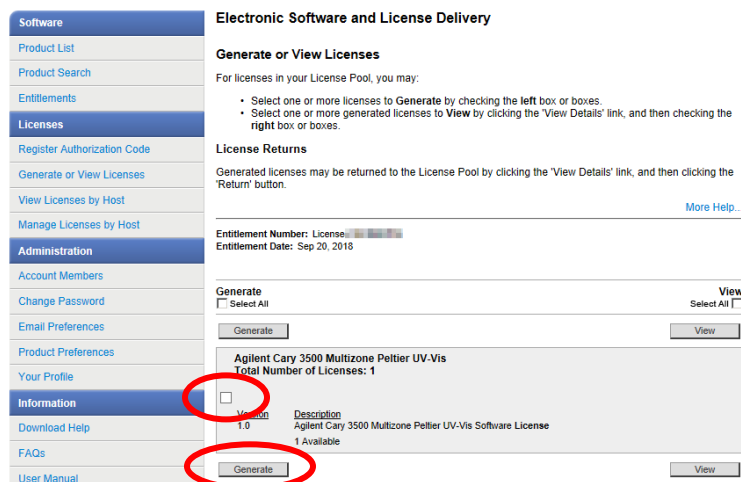 Software
Product List
Product Search
Entitlements
Licenses
Register Authorization Code
Generate or View Licenses
View Licenses by Host
Manage Licenses by Host
Administration
Account Members
Change Password
Email Preferences
Product Preferences
Your Profile
Information
Download Help
FAQs
User Manual
Electronic Software and License Delivery
Generate or View Licenses
For licenses in your License Pool, you may:
• Select one or more licenses to Generate by checking the left box or boxes.
• Select one or more generated licenses to View by clicking the 'View Details' link, and then checking the
right box or boxes.
License Returns
Generated licenses may be returned to the License Pool by clicking the 'View Details' link, and then clicking the
'Return' button.
More Help..
Entitlement Number: License
Entitlement Date: Sep 20, 2018
Generate View
Select All Select All
Generate View
Agilent Cary 3500 Multizone Peltier UV-Vis
Total Number of Licenses: 1
Version Description
1.0 Agilent Cary 3500 Multizone Peltier UV-Vis Software License
1 Available
Generate View